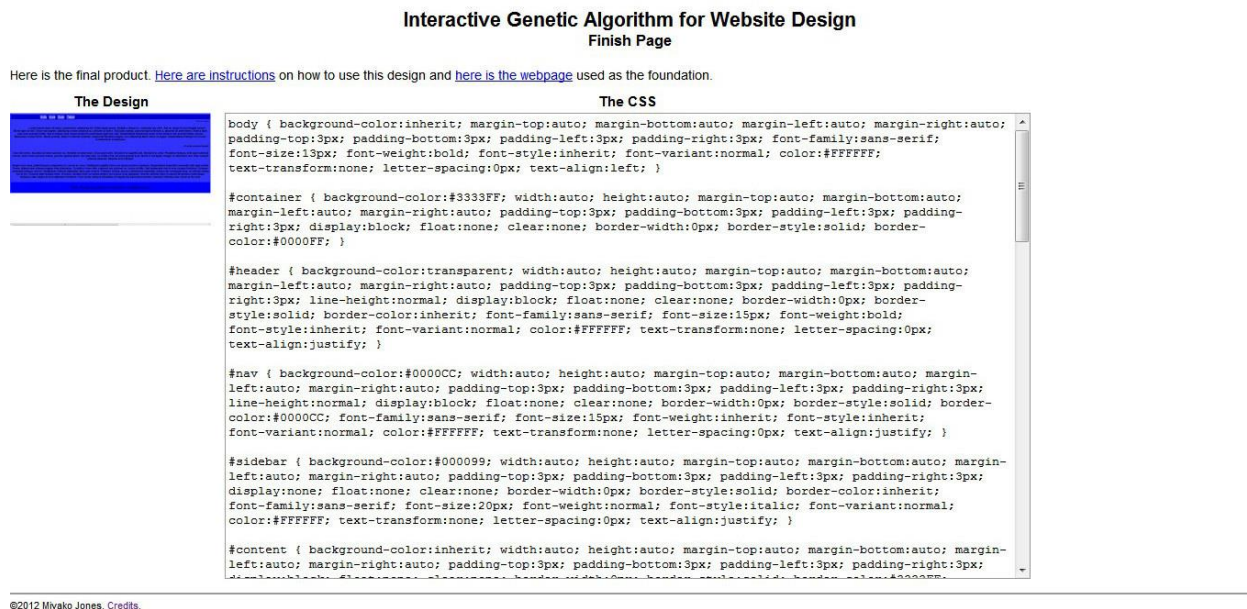 Interactive Genetic Algorithm for Website Design
Finish Page
Here is the final product. Here are instructions on how to use this design and here is the webpage used as the foundation.
The Design
The CSS
body { background-color:inherit; margin-top:auto; margin-bottom:auto; margin-left:auto; margin-right:auto;
padding-top:3px; padding-bottom:3px; padding-left:3px; padding-right:3px; font-family:sans-serif;
font-size:13px; font-weight:bold; font-style:inherit; font-variant:normal; color:#FFFFFF;
text-transform:none; letter-spacing:0px; text-align:left; }
#container { background-color:#3333FF; width:auto; height:auto; margin-top:auto; margin-bottom:auto;
margin-left:auto; margin-right:auto; padding-top:3px; padding-bottom:3px; padding-left:3px; padding-
right:3px; display:block; float:none; clear:none; border-width:0px; border-style:solid; border-
color:#0000FF; }
#header { background-color:transparent; width:auto; height:auto; margin-top:auto; margin-bottom:auto;
margin-left:auto; margin-right:auto; padding-top:3px; padding-bottom:3px; padding-left:3px; padding-
right:3px; line-height:normal; display:block; float:none; clear:none; border-width:0px; border-
style:solid; border-color:inherit; font-family:sans-serif; font-size:15px; font-weight:bold;
font-style:inherit; font-variant:normal; color:#FFFFFF; text-transform:none; letter-spacing:0px;
text-align:justify; }
#nav { background-color:#0000CC; width:auto; height:auto; margin-top:auto; margin-bottom:auto; margin-
left:auto; margin-right:auto; padding-top:3px; padding-bottom:3px; padding-left:3px; padding-right:3px;
line-height:normal; display:block; float:none; clear:none; border-width:0px; border-style:solid; border-
color:#0000CC; font-family:sans-serif; font-size:15px; font-weight:inherit; font-style:inherit;
font-variant:normal; color:#FFFFFF; text-transform:none; letter-spacing:0px; text-align:justify; }
#sidebar { background-color:#000099; width:auto; height:auto; margin-top:auto; margin-bottom:auto; margin-
left:auto; margin-right:auto; padding-top:3px; padding-bottom:3px; padding-left:3px; padding-right:3px;
display:none; float:none; clear:none; border-width:0px; border-style:solid; border-color:inherit;
font-family:sans-serif; font-size:20px; font-weight:normal; font-style:italic; font-variant:normal;
color:#FFFFFF; text-transform:none; letter-spacing:0px; text-align:justify; }
#content { background-color:inherit; width:auto; height:auto; margin-top:auto; margin-bottom:auto; margin-
left:auto; margin-right:auto; padding-top:3px; padding-bottom:3px; padding-left:3px; padding-right:3px;
©2012 Miyako Jones. Credits.